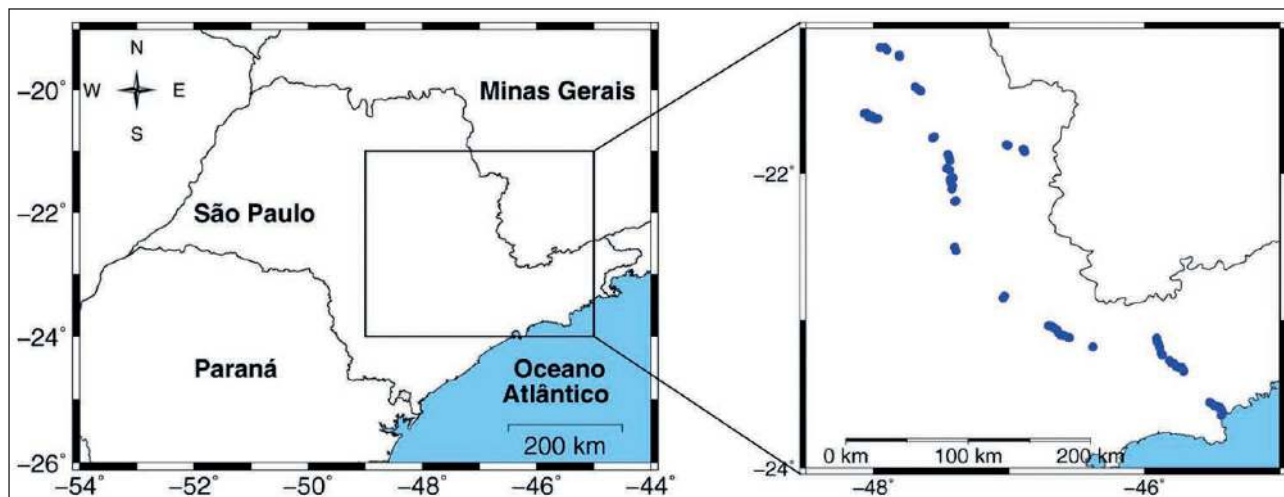 N
W E
S
−20°
−22°
−24°
−26°
−54° −52° −50° −48° −46° −44°
Minas Gerais
São Paulo
Paraná
Oceano
Atlântico
200 km
−22°
−24°
0 km 100 km 200 km
−48° −46°